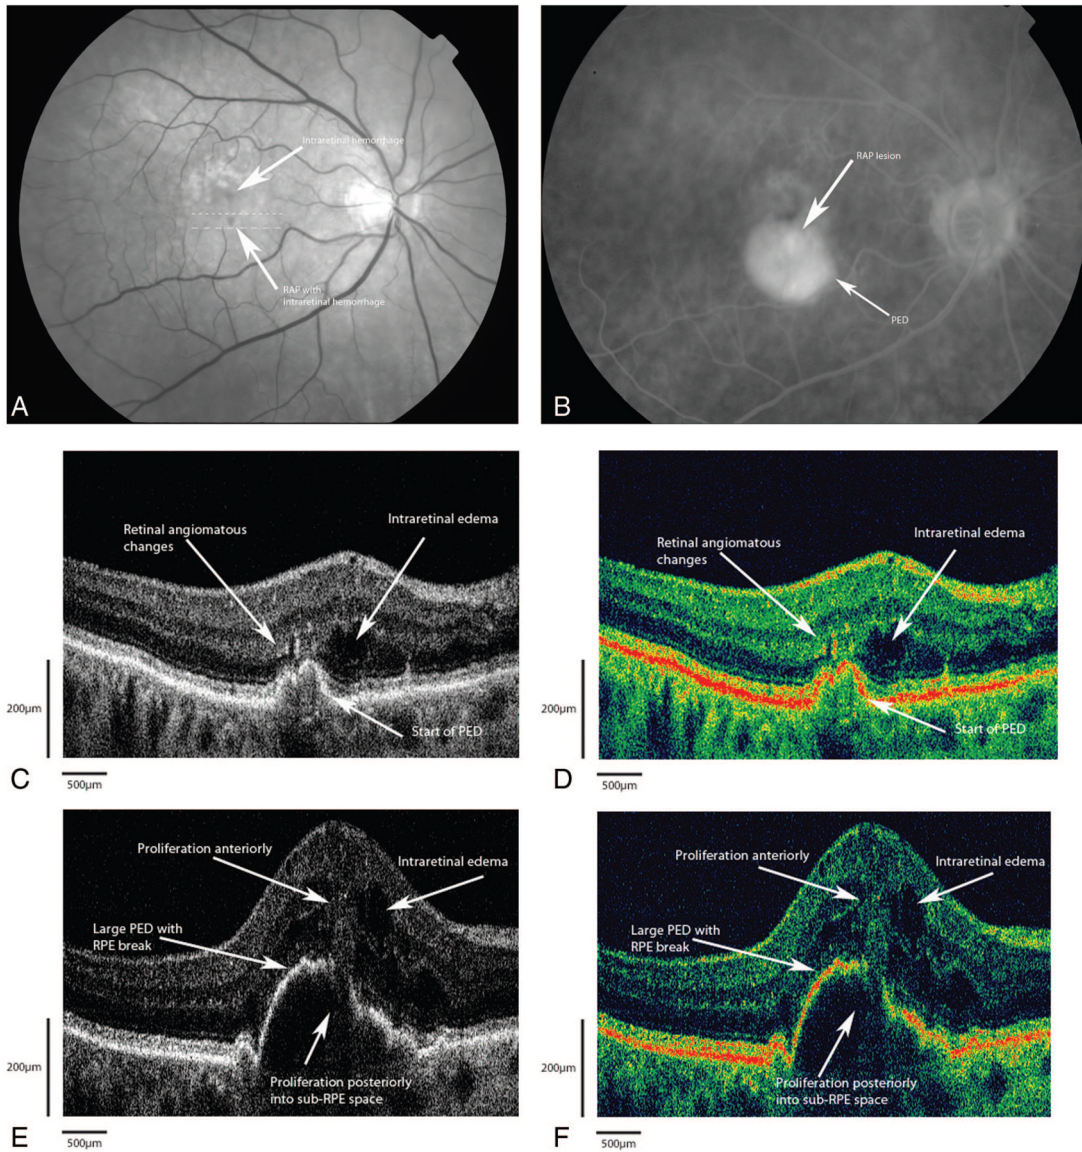 Intraretinal hemorrhage
RAP with
intraretinal hemorrhage
A
RAP lesion
PED
B
Retinal angiomatous
changes
Intraretinal edema
Start of PED
200µm
500µm
C
Retinal angiomatous
changes
Intraretinal edema
Start of PED
200µm
500µm
D
Proliferation anteriorly
Intraretinal edema
Large PED with
RPE break
Proliferation posteriorly
into sub-RPE space
200µm
500µm
E
Proliferation anteriorly
Intraretinal edema
Large PED with
RPE break
Proliferation posteriorly
into sub-RPE space
200µm
500µm
F